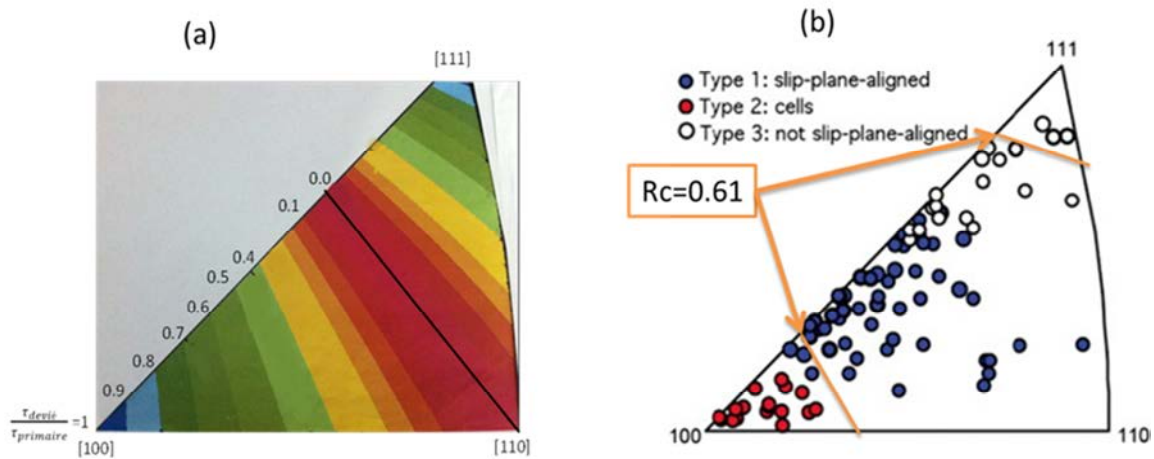 (a)
[111]
0.0
0.1
0.4
0.5
0.6
0.7
0.8
0.9
τ_devié / τ_primaire =1
[100]
[110]
(b)
111
Type 1: slip-plane-aligned
Type 2: cells
Type 3: not slip-plane-aligned
Rc=0.61
100
110